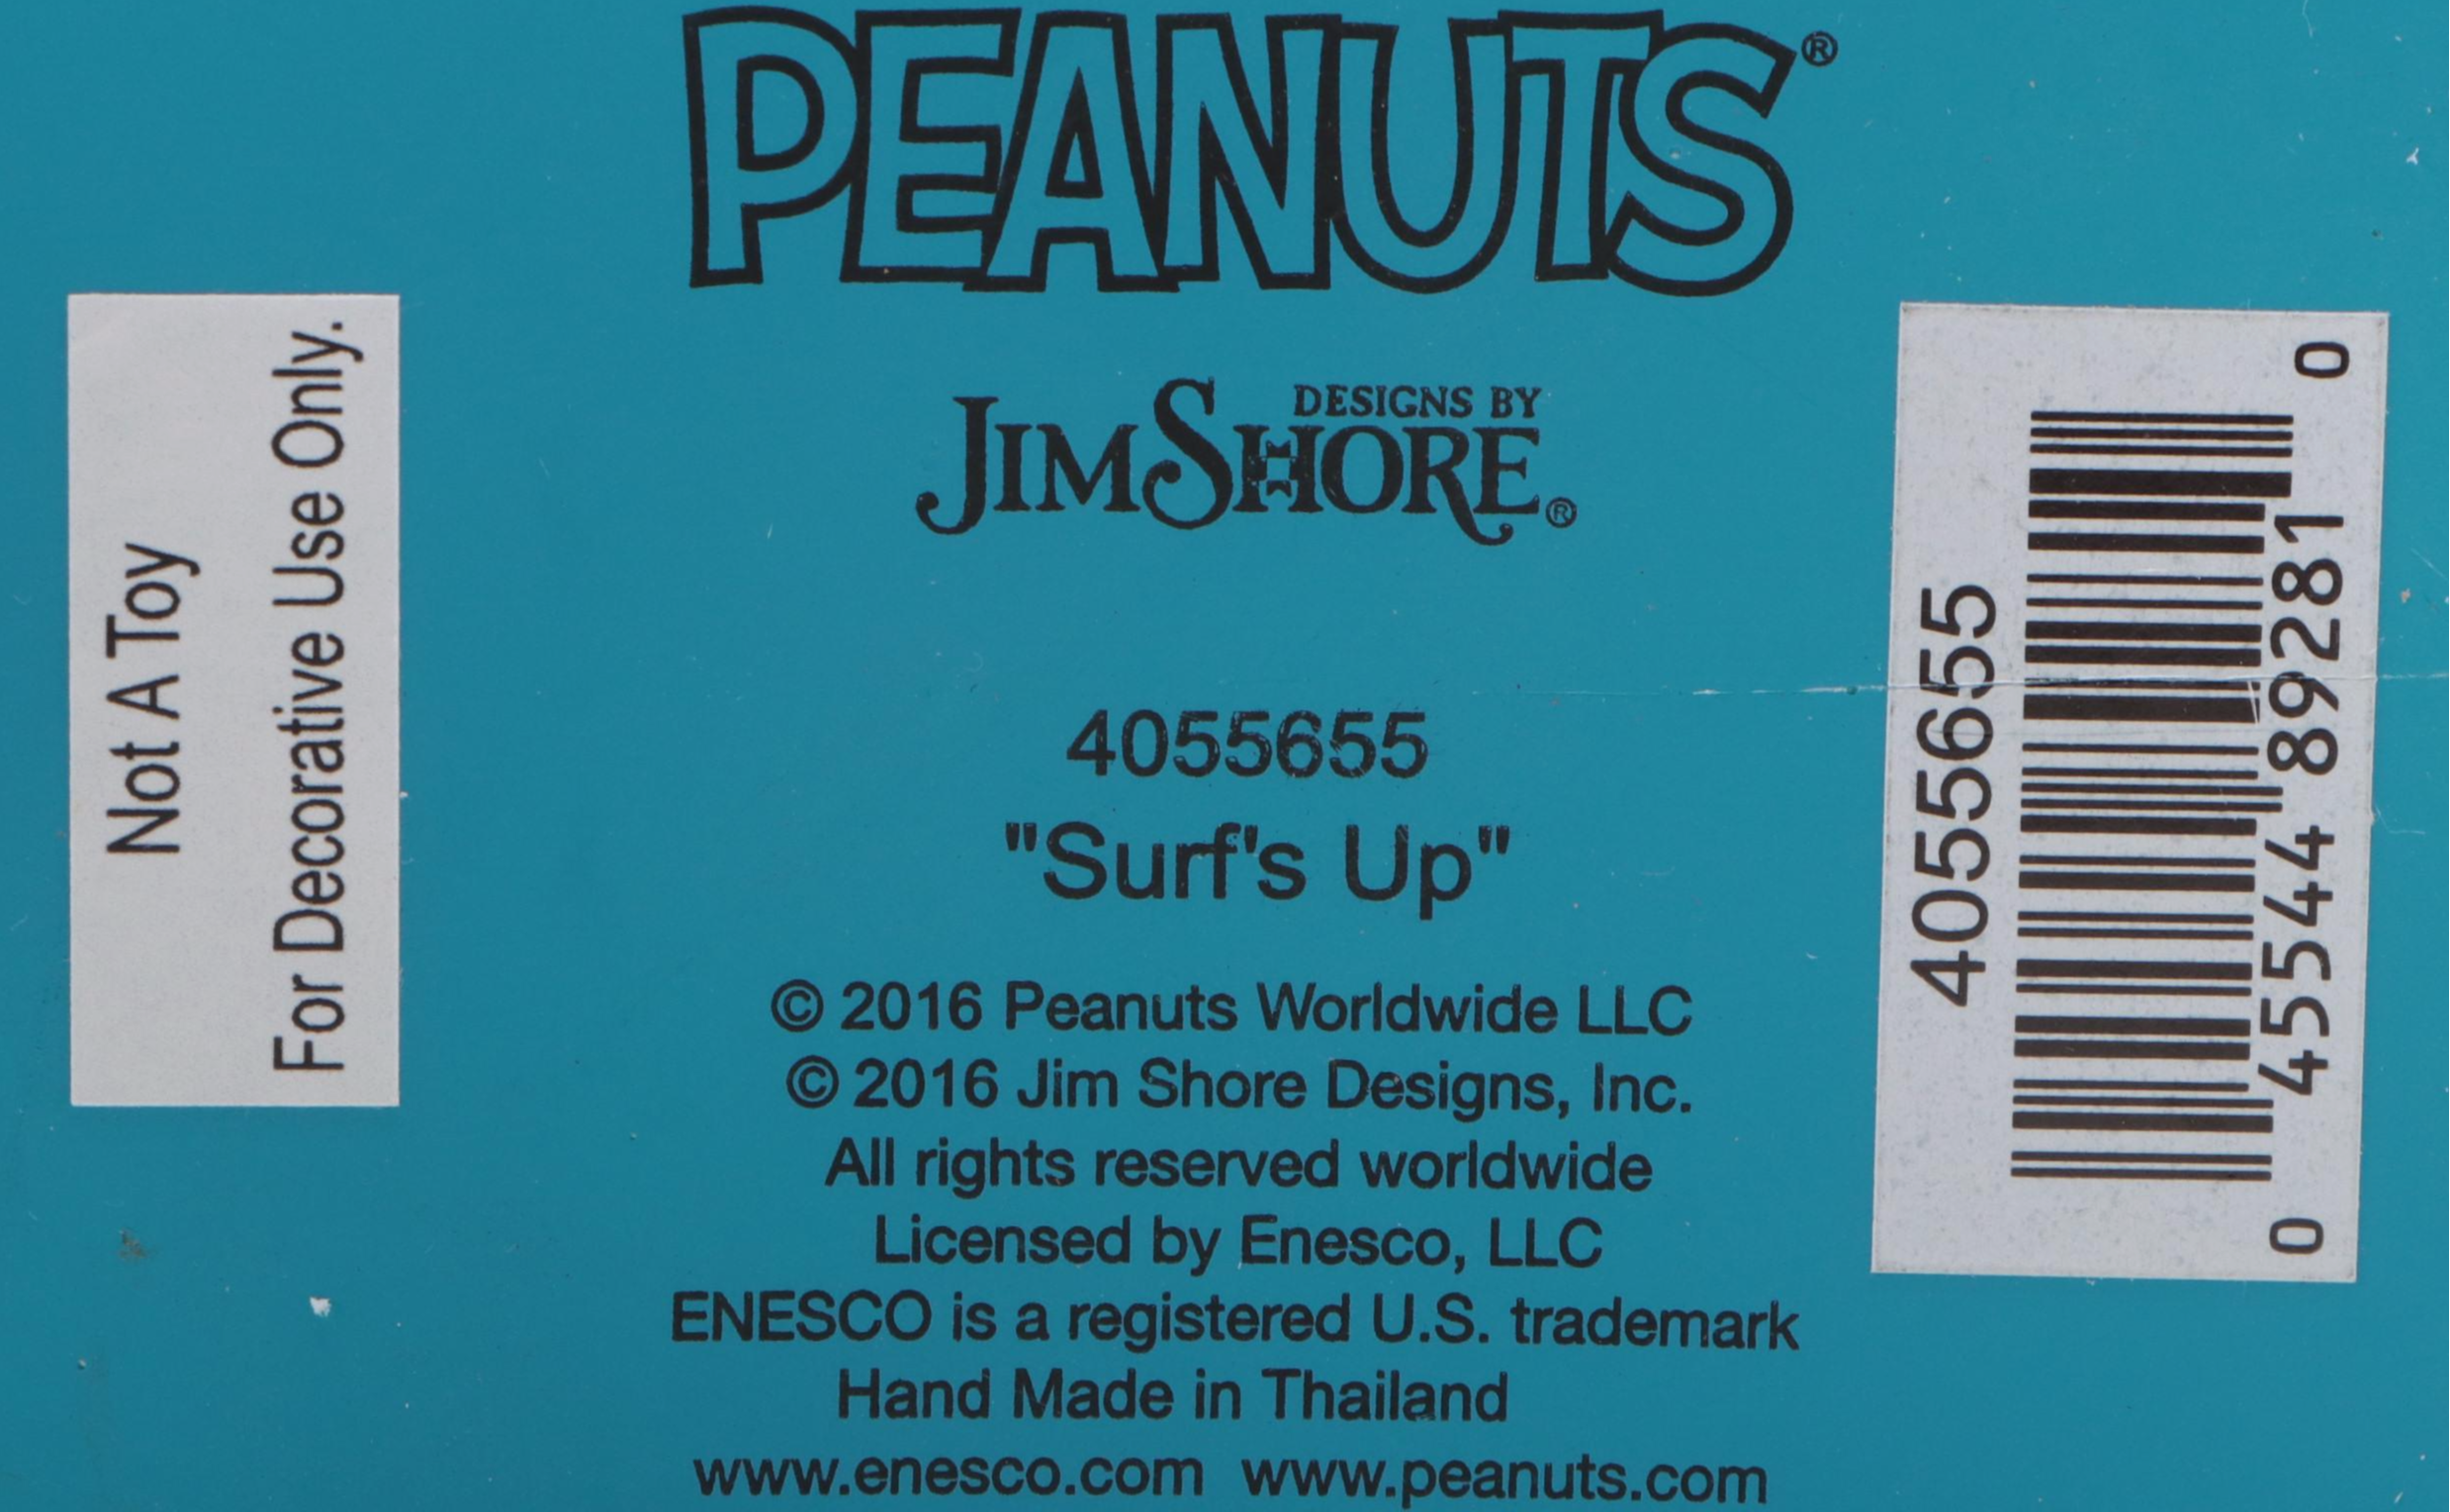 PEANUTS®
DESIGNS BY
JIM SHORE®
4055655
"Surf's Up"
© 2016 Peanuts Worldwide LLC
© 2016 Jim Shore Designs, Inc.
All rights reserved worldwide
Licensed by Enesco, LLC
ENESCO is a registered U.S. trademark
Hand Made in Thailand
www.enesco.com www.peanuts.com
Not A Toy
For Decorative Use Only.
4055655
0 45544 89281 0